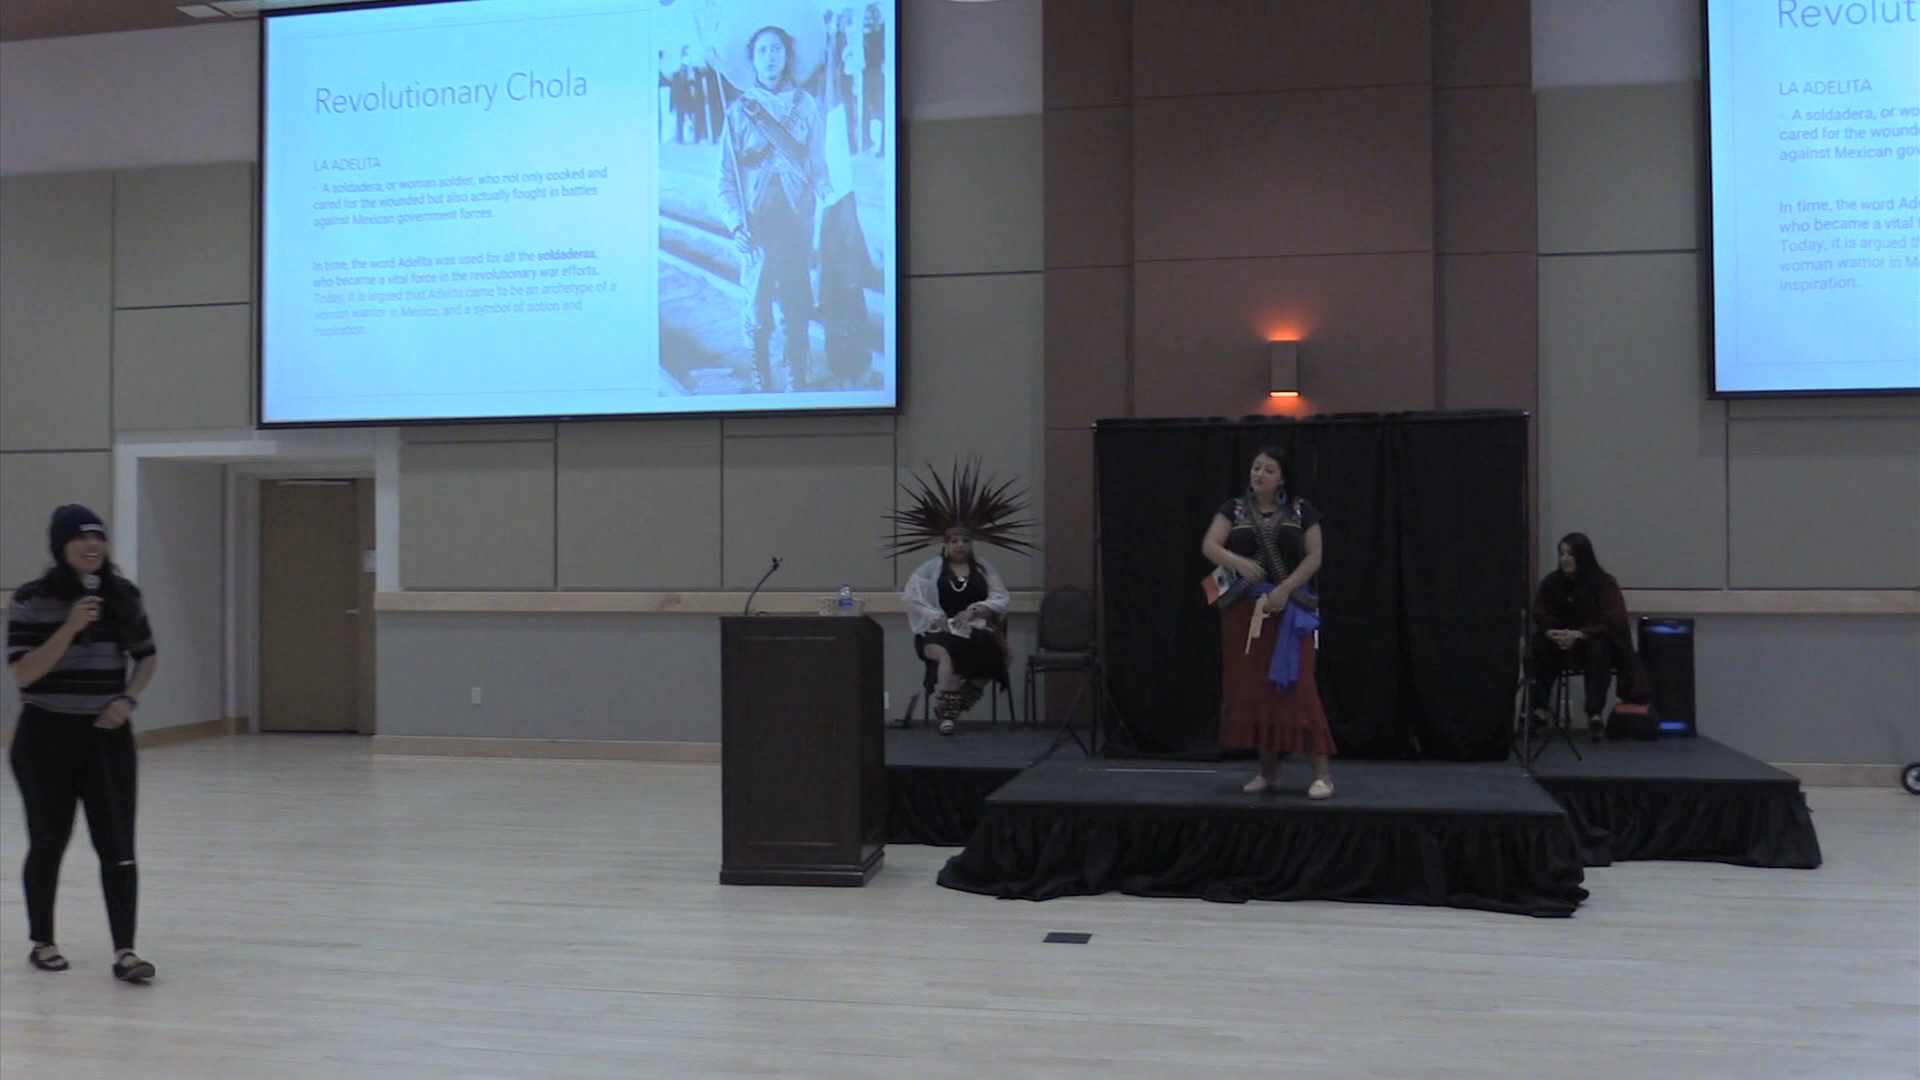 Revolutionary Chola
LA ADELITA
- A soldadera, or woman soldier, who not only cooked and
cared for the wounded but also actually fought in battles
against Mexican government forces.
In time, the word Adelita was used for all the soldaderas,
who became a vital force in the revolutionary war efforts.
Today, it is argued that Adelita came to be an archetype of a
woman warrior in Mexico, and a symbol of action and
inspiration.
Revolut
LA ADELITA
- A soldadera, or wo
cared for the wounde
against Mexican gov
In time, the word Ade
who became a vital
Today, it is argued th
woman warrior in M
inspiration..